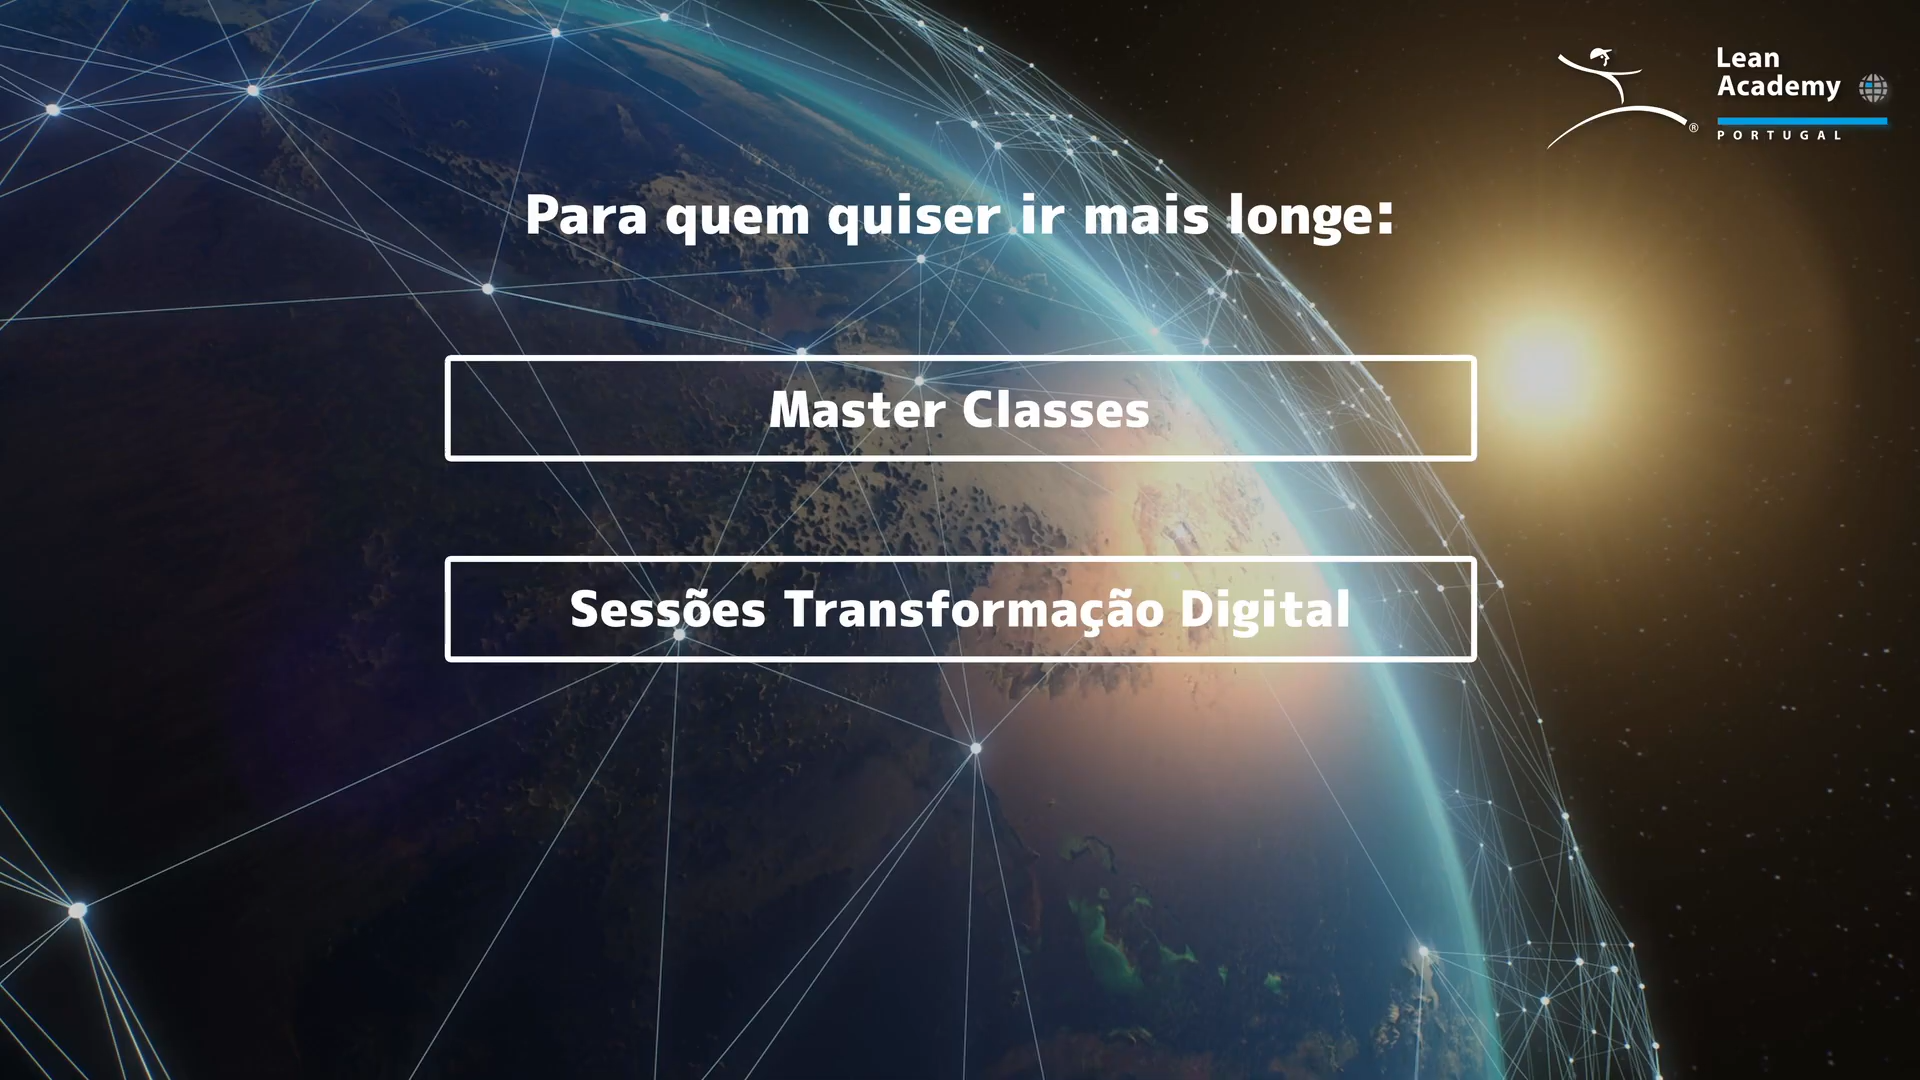 Lean
Academy
PORTUGAL
®
Para quem quiser ir mais longe:
Master Classes
Sessões Transformação Digital